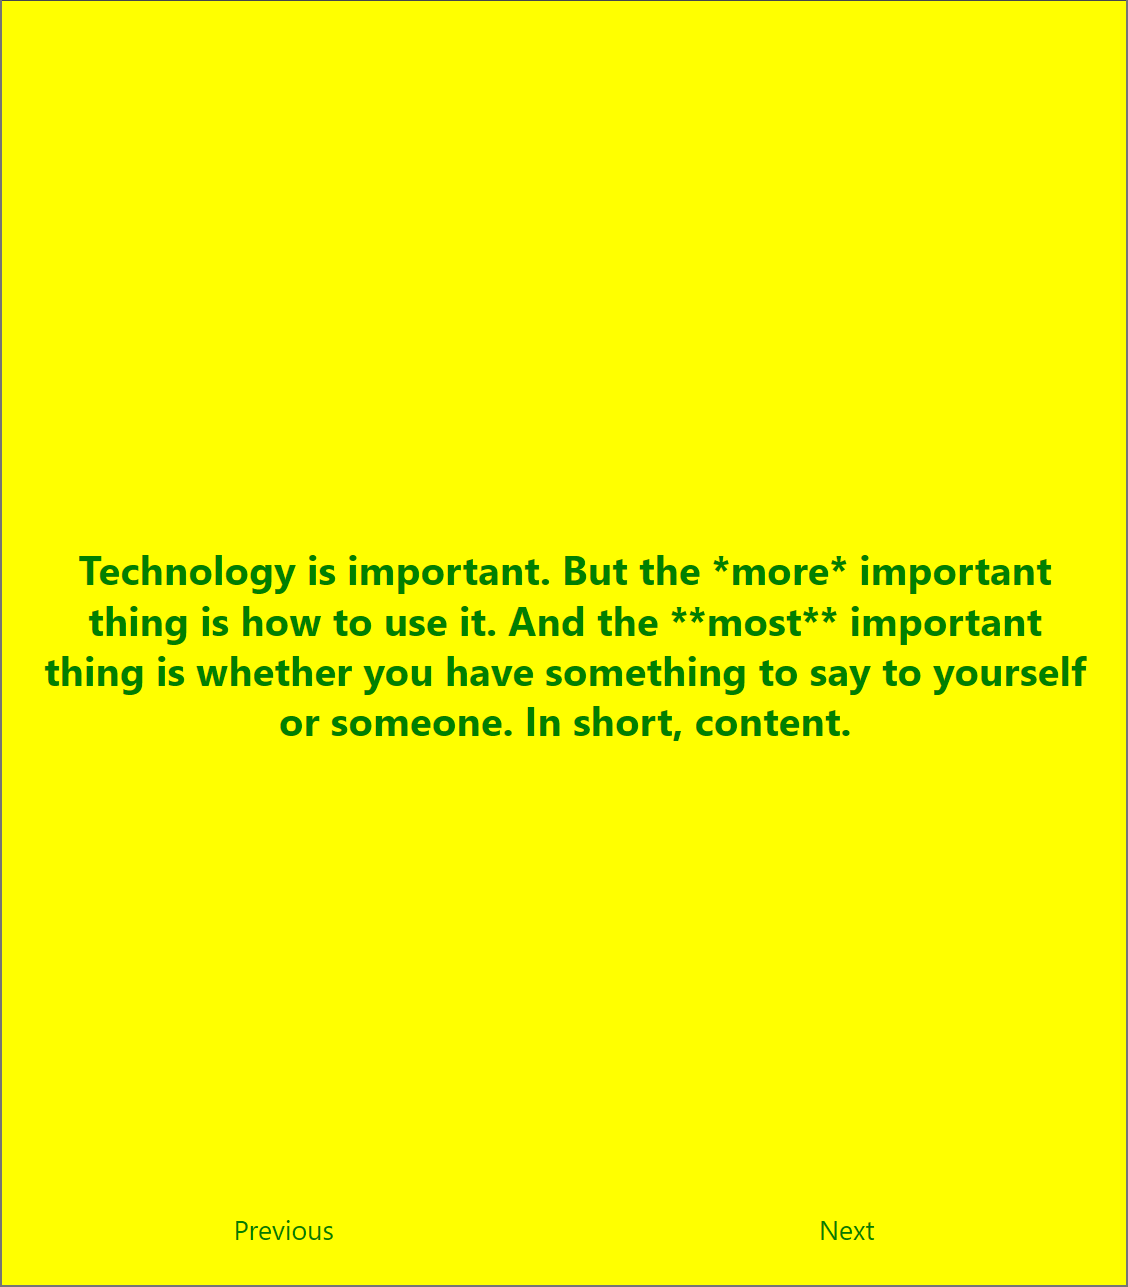 Technology is important. But the *more* important
thing is how to use it. And the **most** important
thing is whether you have something to say to yourself
or someone. In short, content.
Previous
Next